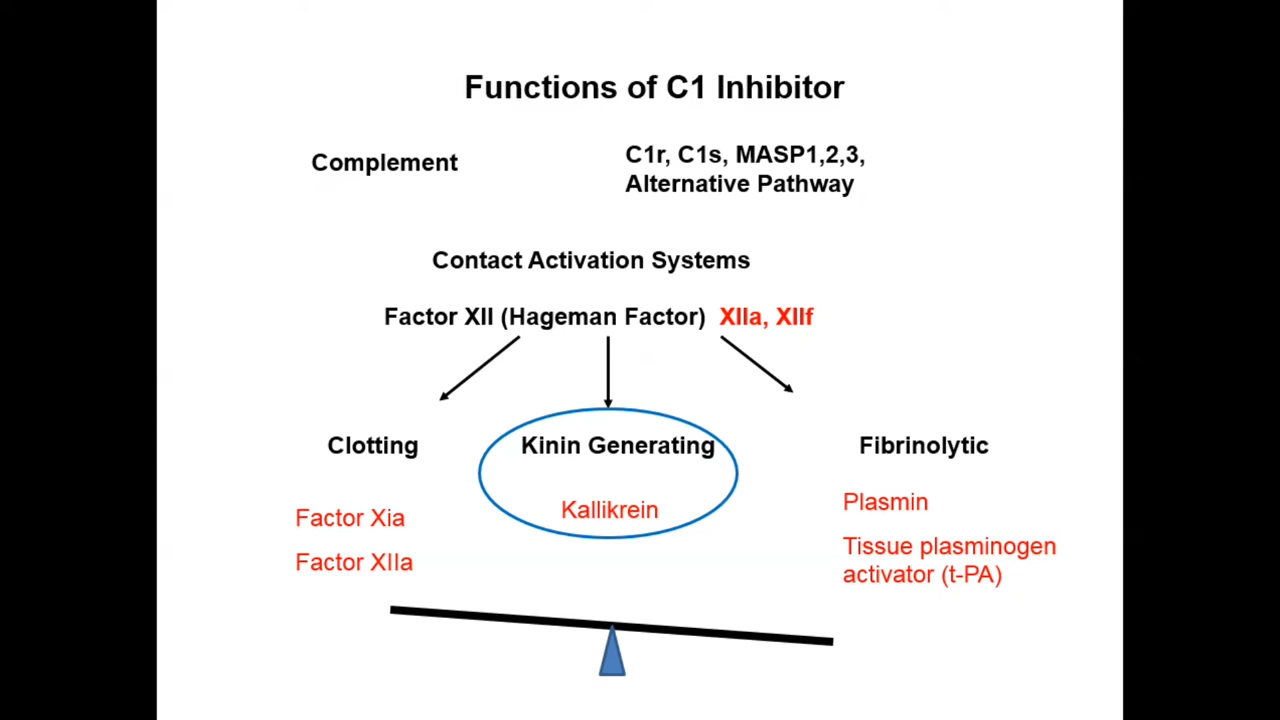 Functions of C1 Inhibitor
Complement
C1r, C1s, MASP1,2,3,
Alternative Pathway
Contact Activation Systems
Factor XII (Hageman Factor) XIIa, XIIf
Clotting
Kinin Generating
Fibrinolytic
Factor Xia
Factor XIIa
Kallikrein
Plasmin
Tissue plasminogen
activator (t-PA)